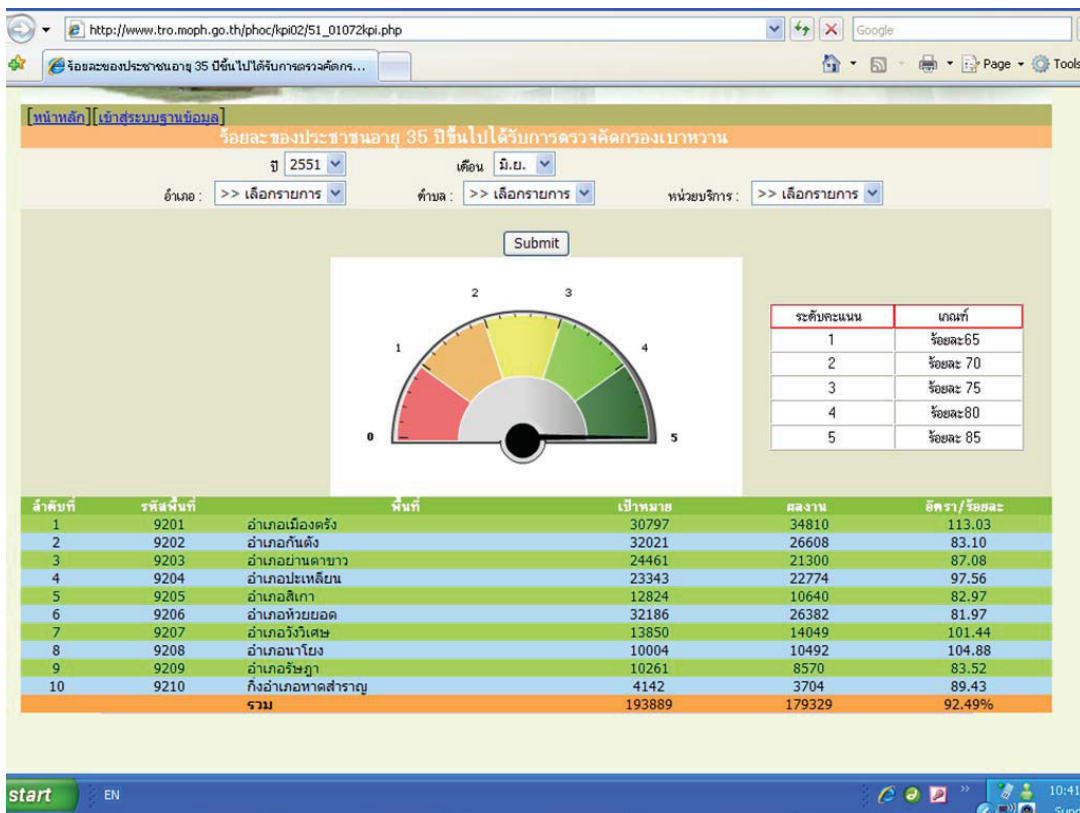 http://www.tro.moph.go.th/phoc/kpi02/51_01072kpi.php Google
ร้อยละของประชาชนอายุ 35 ปีขึ้นไปได้รับการตรวจคัดกร... Page Tools
[หน้าหลัก][เข้าสู่ระบบฐานข้อมูล]
ร้อยละของประชาชนอายุ 35 ปีขึ้นไปได้รับการตรวจคัดกรองเบาหวาน
ปี 2551 เดือน มิ.ย.
อำเภอ : >> เลือกรายการ ตำบล : >> เลือกรายการ หน่วยบริการ : >> เลือกรายการ
Submit
2 3
1 4
0 5
ระดับคะแนน เกณฑ์
1 ร้อยละ65
2 ร้อยละ 70
3 ร้อยละ 75
4 ร้อยละ80
5 ร้อยละ 85
ลำดับที่ รหัสพื้นที่ พื้นที่ เป้าหมาย ผลงาน อัตรา/ร้อยละ
1 9201 อำเภอเมืองตรัง 30797 34810 113.03
2 9202 อำเภอกันตัง 32021 26608 83.10
3 9203 อำเภอย่านตาขาว 24461 21300 87.08
4 9204 อำเภอปะเหลียน 23343 22774 97.56
5 9205 อำเภอสิเกา 12824 10640 82.97
6 9206 อำเภอห้วยยอด 32186 26382 81.97
7 9207 อำเภอวังวิเศษ 13850 14049 101.44
8 9208 อำเภอนาโยง 10004 10492 104.88
9 9209 อำเภอรัษฎา 10261 8570 83.52
10 9210 กิ่งอำเภอหาดสำราญ 4142 3704 89.43
รวม 193889 179329 92.49%
start EN 10:41